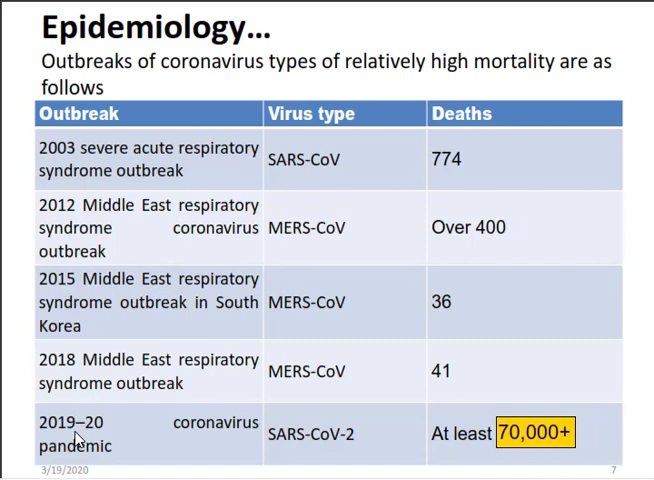 Epidemiology…
Outbreaks of coronavirus types of relatively high mortality are as
follows
Outbreak Virus type Deaths
2003 severe acute respiratory
syndrome outbreak
SARS-CoV
774
2012 Middle East respiratory
syndrome coronavirus
outbreak
MERS-CoV
Over 400
2015 Middle East respiratory
syndrome outbreak in South
Korea
MERS-CoV
36
2018 Middle East respiratory
syndrome outbreak
MERS-CoV
41
2019–20 coronavirus
pandemic
SARS-CoV-2
At least 70,000+
3/19/2020
7